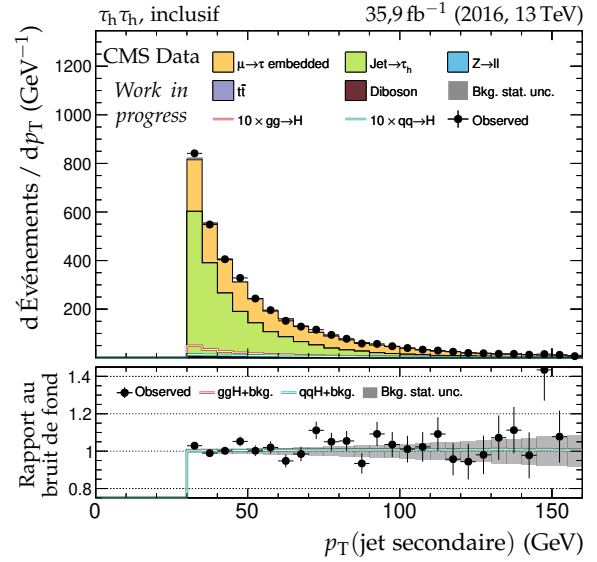 τhτh, inclusif 35,9 fb⁻¹ (2016, 13 TeV)
CMS Data
Work in
progress
μ→τ embedded Jet→τh Z→ll
tt̄ Diboson Bkg. stat. unc.
10 × gg→H 10 × qq→H Observed
d Événements / dpT (GeV⁻¹)
1200
1000
800
600
400
200
Observed ggH+bkg. qqH+bkg. Bkg. stat. unc.
Rapport au
bruit de fond
1.4
1.2
1.0
0.8
0 50 100 150
pT(jet secondaire) (GeV)